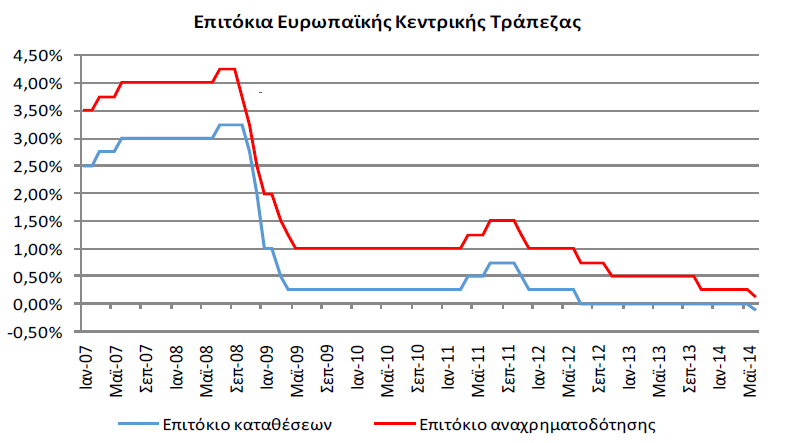 Επιτόκια Ευρωπαϊκής Κεντρικής Τράπεζας
4,50%
4,00%
3,50%
3,00%
2,50%
2,00%
1,50%
1,00%
0,50%
0,00%
-0,50%
Ιαν-07
Μαϊ-07
Σεπ-07
Ιαν-08
Μαϊ-08
Σεπ-08
Ιαν-09
Μαϊ-09
Σεπ-09
Ιαν-10
Μαϊ-10
Σεπ-10
Ιαν-11
Μαϊ-11
Σεπ-11
Ιαν-12
Μαϊ-12
Σεπ-12
Ιαν-13
Μαϊ-13
Σεπ-13
Ιαν-14
Μαϊ-14
Επιτόκιο καταθέσεων
Επιτόκιο αναχρηματοδότησης